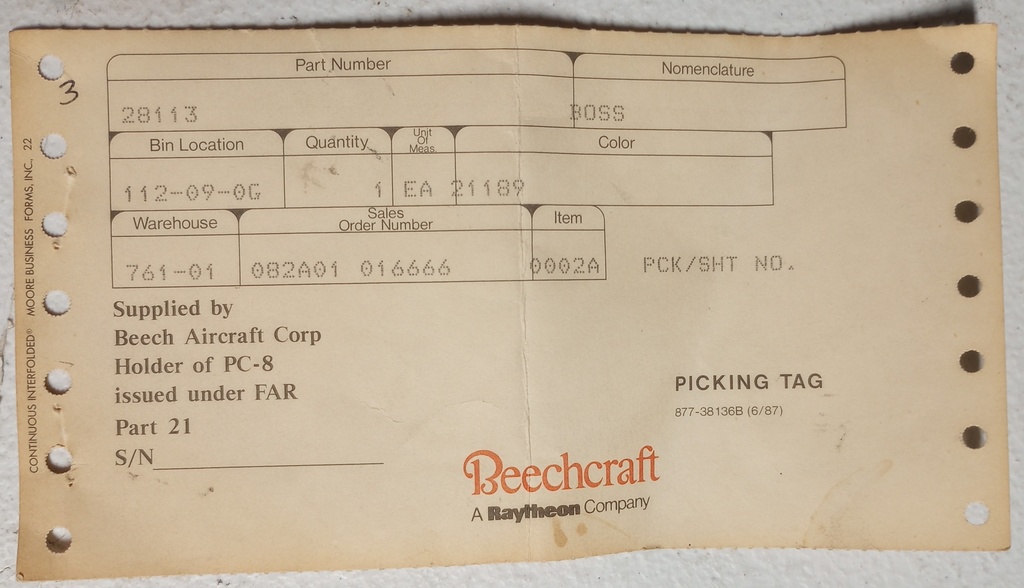 Part Number Nomenclature
28113 BOSS
3
Bin Location Quantity Unit Of Meas. Color
112-09-0G 1 EA 21189
Warehouse Sales Order Number Item
761-01 082A01 016666 0002A PCK/SHT NO.
Supplied by
Beech Aircraft Corp
Holder of PC-8
issued under FAR
Part 21
S/N
PICKING TAG
877-38136B (6/87)
Beechcraft
A Raytheon Company
CONTINUOUS INTERFOLDED® MOORE BUSINESS FORMS, INC., 22